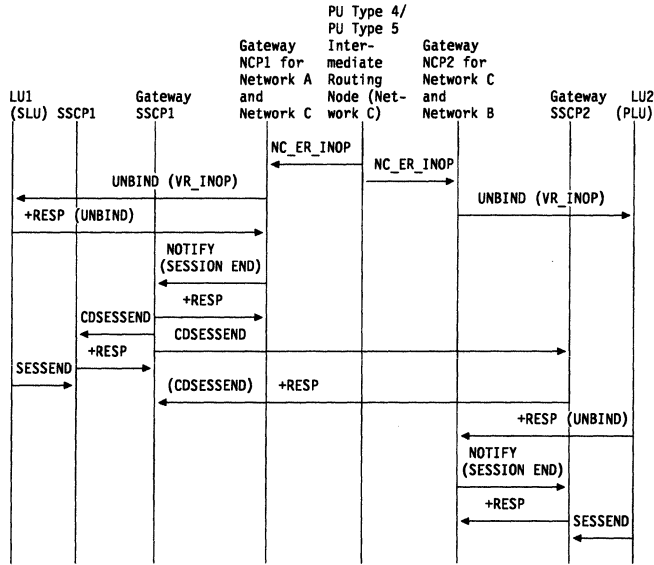 PU Type 4/
PU Type 5
Gateway Inter- Gateway
NCP1 for mediate NCP2 for
Network A Routing Network C
LU1 Gateway and Node (Net- and Gateway LU2
(SLU) SSCP1 SSCP1 Network C work C) Network B SSCP2 (PLU)
NC_ER_INOP
NC_ER_INOP
UNBIND (VR_INOP)
UNBIND (VR_INOP)
+RESP (UNBIND)
NOTIFY
(SESSION END)
+RESP
CDSESSEND
CDSESSEND
+RESP
SESSEND
(CDSESSEND) +RESP
+RESP (UNBIND)
NOTIFY
(SESSION END)
+RESP
SESSEND